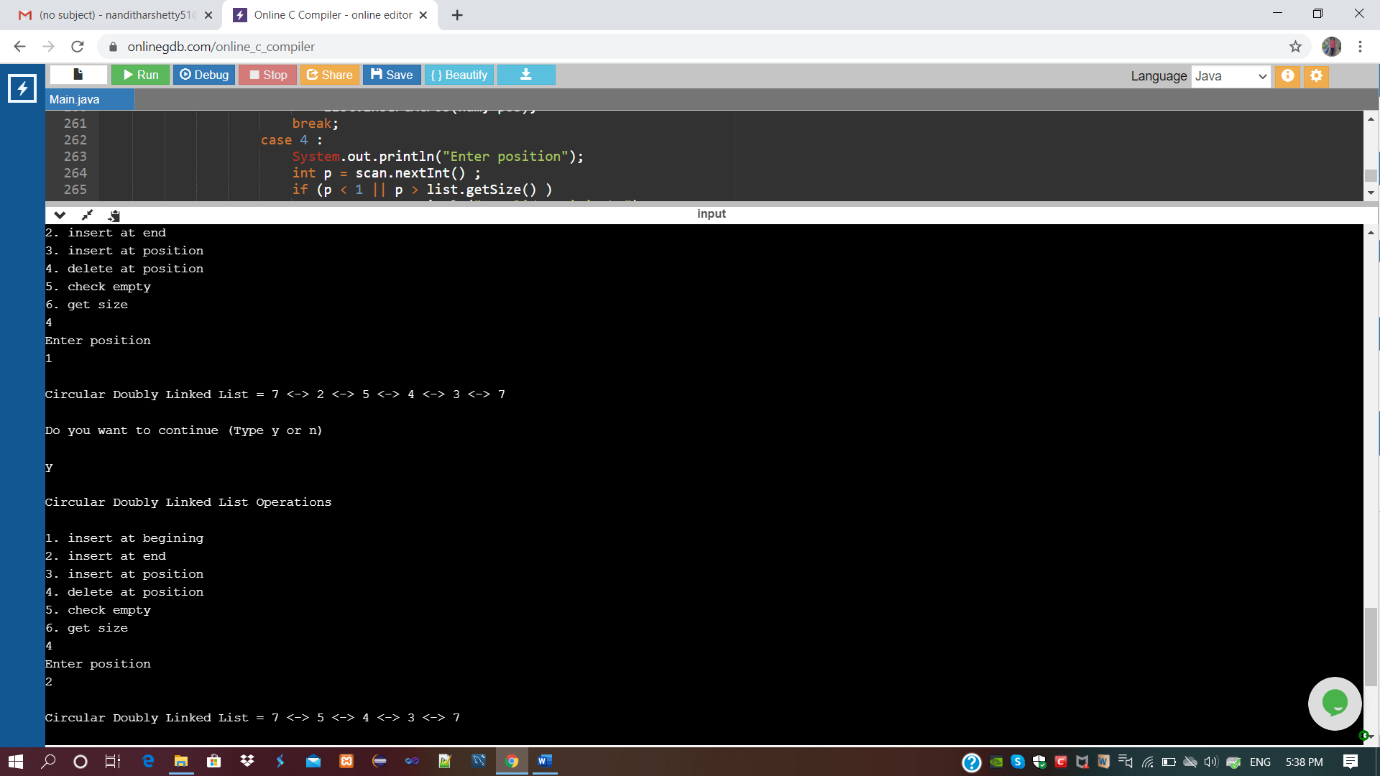 (no subject) - nanditharshetty516
Online C Compiler - online editor
onlinegdb.com/online_c_compiler
Run Debug Stop Share Save { } Beautify
Language Java
Main.java
261 break;
262 case 4 :
263 System.out.println("Enter position");
264 int p = scan.nextInt() ;
265 if (p < 1 || p > list.getSize() )
input
2. insert at end
3. insert at position
4. delete at position
5. check empty
6. get size
4
Enter position
1
Circular Doubly Linked List = 7 <-> 2 <-> 5 <-> 4 <-> 3 <-> 7
Do you want to continue (Type y or n)
y
Circular Doubly Linked List Operations
1. insert at begining
2. insert at end
3. insert at position
4. delete at position
5. check empty
6. get size
4
Enter position
2
Circular Doubly Linked List = 7 <-> 5 <-> 4 <-> 3 <-> 7
ENG 5:38 PM